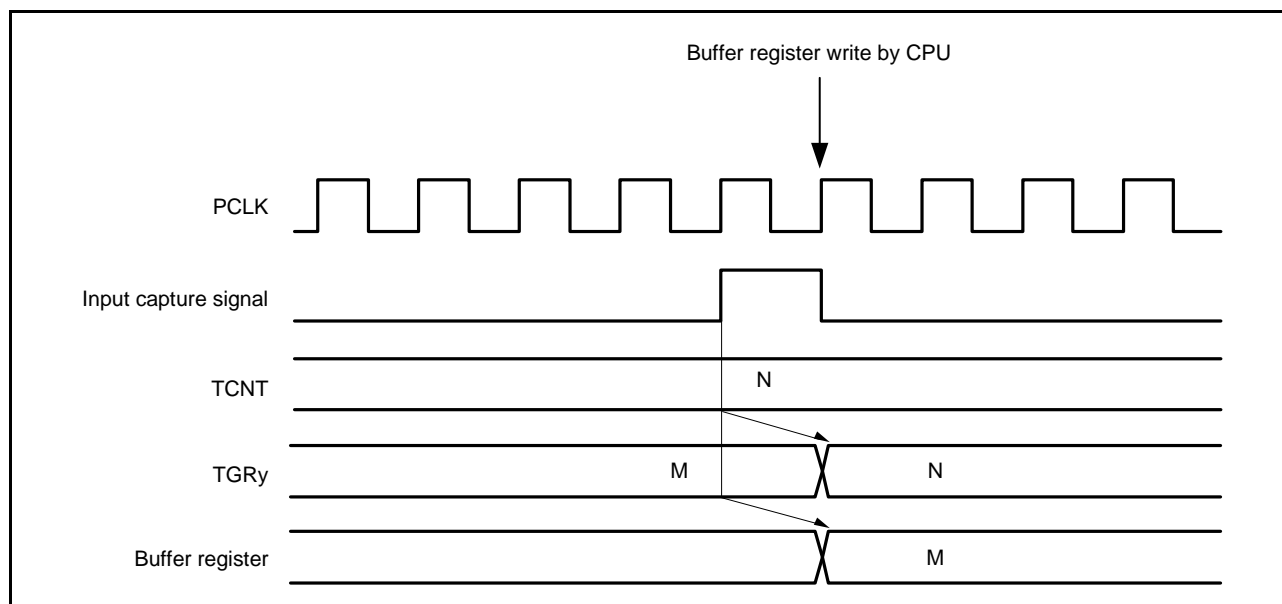 Buffer register write by CPU
PCLK
Input capture signal
TCNT
N
TGRy
M
N
Buffer register
M